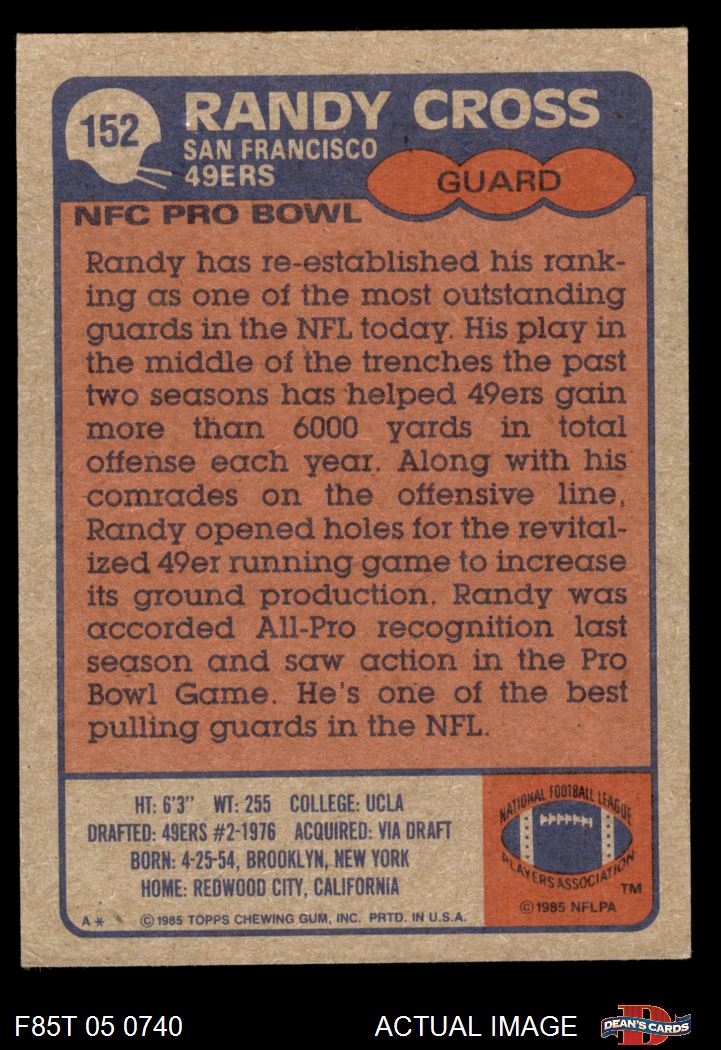 152
RANDY CROSS
SAN FRANCISCO
49ERS
GUARD
NFC PRO BOWL
Randy has re-established his rank-
ing as one of the most outstanding
guards in the NFL today. His play in
the middle of the trenches the past
two seasons has helped 49ers gain
more than 6000 yards in total
offense each year. Along with his
comrades on the offensive line,
Randy opened holes for the revital-
ized 49er running game to increase
its ground production. Randy was
accorded All-Pro recognition last
season and saw action in the Pro
Bowl Game. He's one of the best
pulling guards in the NFL.
HT: 6'3" WT: 255 COLLEGE: UCLA
DRAFTED: 49ERS #2-1976 ACQUIRED: VIA DRAFT
BORN: 4-25-54, BROOKLYN, NEW YORK
HOME: REDWOOD CITY, CALIFORNIA
A* © 1985 TOPPS CHEWING GUM, INC. PRTD. IN U.S.A.
NATIONAL FOOTBALL LEAGUE
PLAYERS ASSOCIATION
TM
© 1985 NFLPA
F85T 05 0740
ACTUAL IMAGE
D
DEAN'S CARDS